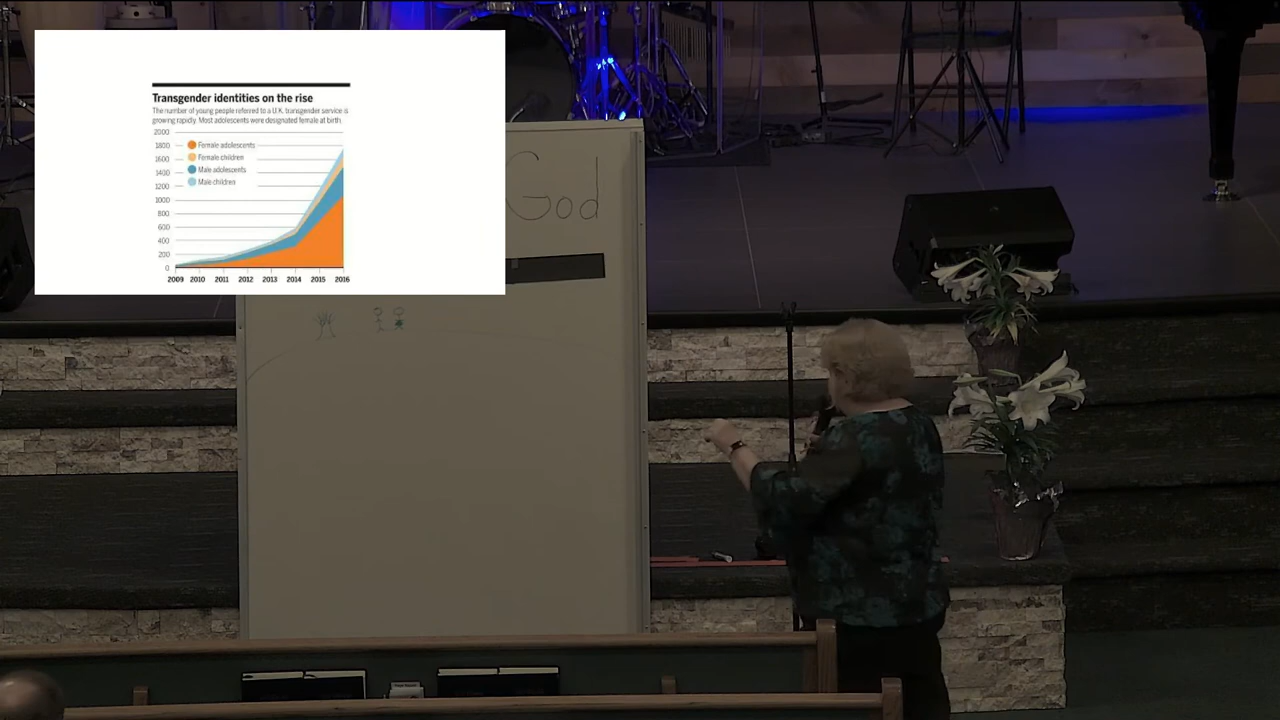 Transgender identities on the rise
The number of young people referred to a U.K. transgender service is
growing rapidly. Most adolescents were designated female at birth.
2000
1800
1600
1400
1200
1000
800
600
400
200
0
Female adolescents
Female children
Male adolescents
Male children
2009 2010 2011 2012 2013 2014 2015 2016
God